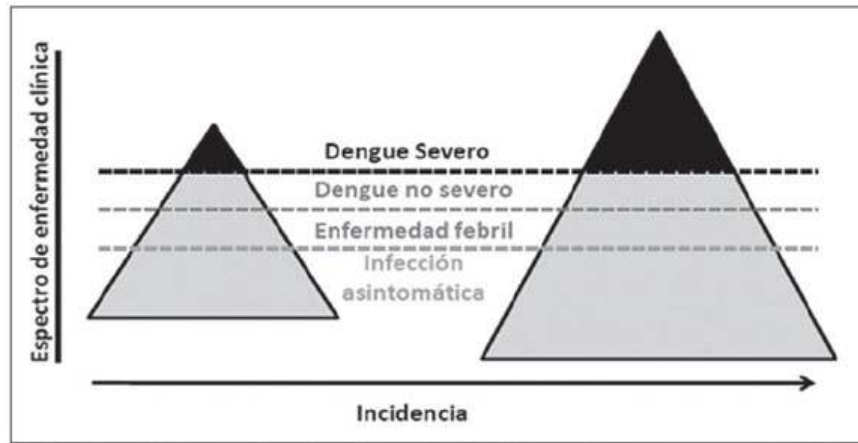 Espectro de enfermedad clínica
Dengue Severo
Dengue no severo
Enfermedad febril
Infección
asintomática
Incidencia